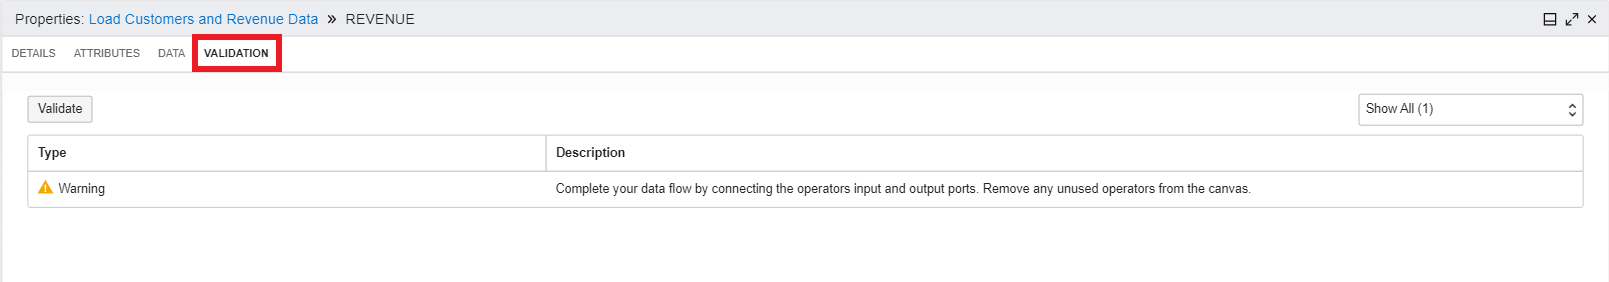 Properties: Load Customers and Revenue Data » REVENUE
DETAILS ATTRIBUTES DATA VALIDATION
Validate Show All (1)
Type Description
Warning Complete your data flow by connecting the operators input and output ports. Remove any unused operators from the canvas.